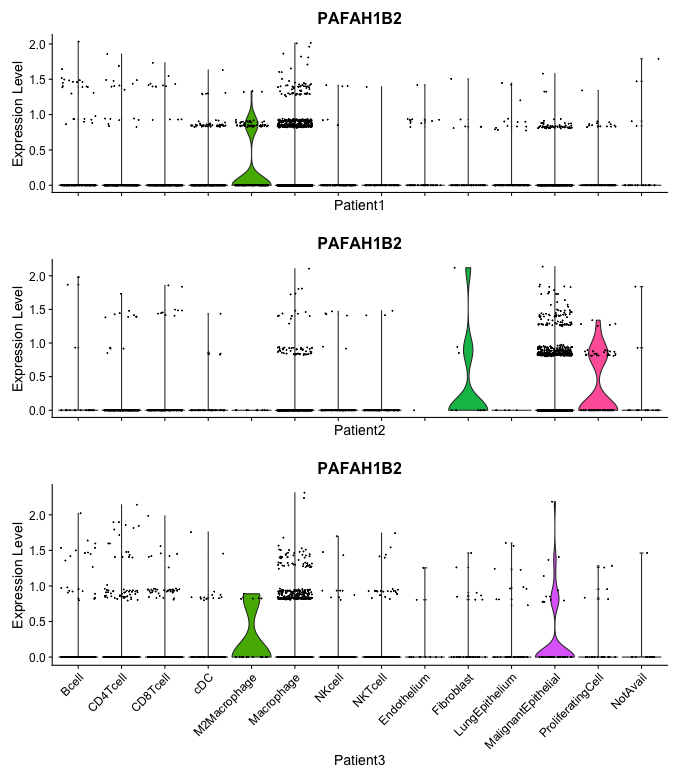 PAFAH1B2
Expression Level
2.0
1.5
1.0
0.5
0.0
Patient1
PAFAH1B2
Expression Level
2.0
1.5
1.0
0.5
0.0
Patient2
PAFAH1B2
Expression Level
2.0
1.5
1.0
0.5
0.0
Bcell
CD4Tcell
CD8Tcell
cDC
M2Macrophage
Macrophage
NKcell
NKTcell
Endothelium
Fibroblast
LungEpithelium
MalignantEpithelial
ProliferatingCell
NotAvail
Patient3